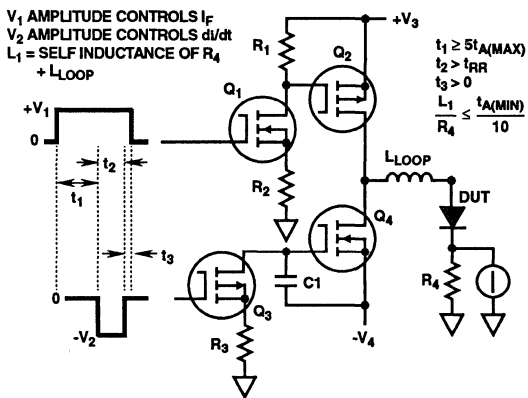 V1 AMPLITUDE CONTROLS IF
V2 AMPLITUDE CONTROLS di/dt
L1 = SELF INDUCTANCE OF R4
+ LLOOP
+V1
0
t2
t1
t3
0
-V2
R1
Q1
R2
Q2
+V3
t1 ≥ 5tA(MAX)
t2 > tRR
t3 > 0
L1/R4 ≤ tA(MIN)/10
LLOOP
DUT
Q4
R4
C1
Q3
R3
-V4